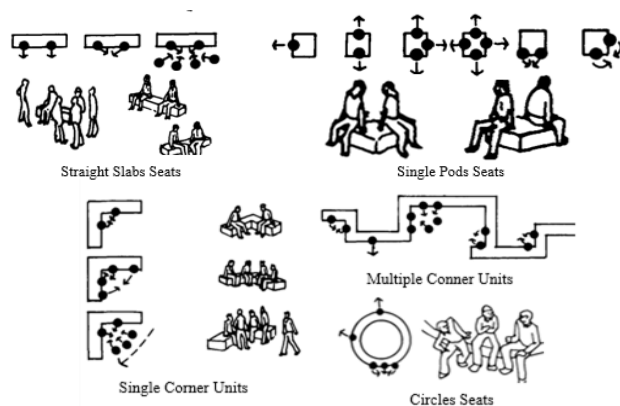 Straight Slabs Seats
Single Pods Seats
Multiple Conner Units
Single Corner Units
Circles Seats